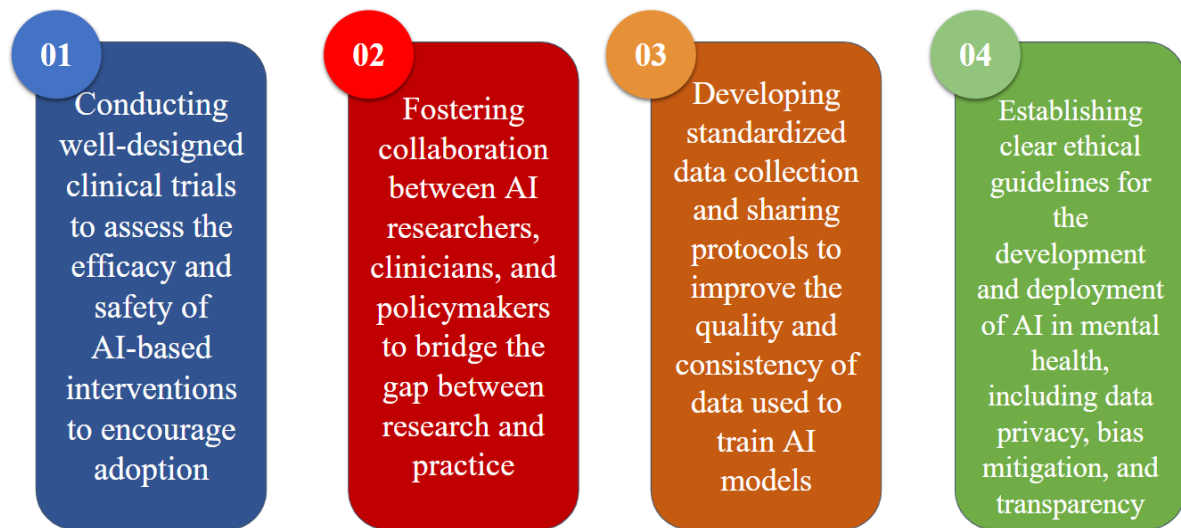 01
Conducting
well-designed
clinical trials
to assess the
efficacy and
safety of
AI-based
interventions
to encourage
adoption
02
Fostering
collaboration
between AI
researchers,
clinicians, and
policymakers
to bridge the
gap between
research and
practice
03
Developing
standardized
data collection
and sharing
protocols to
improve the
quality and
consistency of
data used to
train AI
models
04
Establishing
clear ethical
guidelines for
the
development
and deployment
of AI in mental
health,
including data
privacy, bias
mitigation, and
transparency